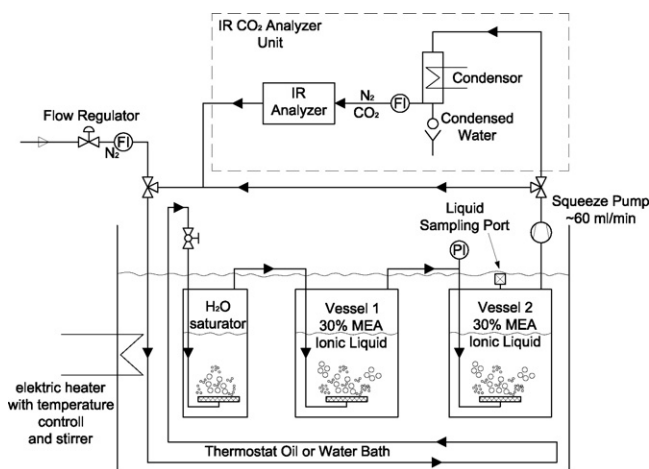 IR CO₂ Analyzer
Unit
Condensor
IR
Analyzer
N₂
CO₂
FI
Condensed
Water
Flow Regulator
FI
N₂
Squeeze Pump
~60 ml/min
Liquid
Sampling Port
PI
H₂O
saturator
Vessel 1
30% MEA
Ionic Liquid
Vessel 2
30% MEA
Ionic Liquid
elektric heater
with temperature
controll
and stirrer
Thermostat Oil or Water Bath